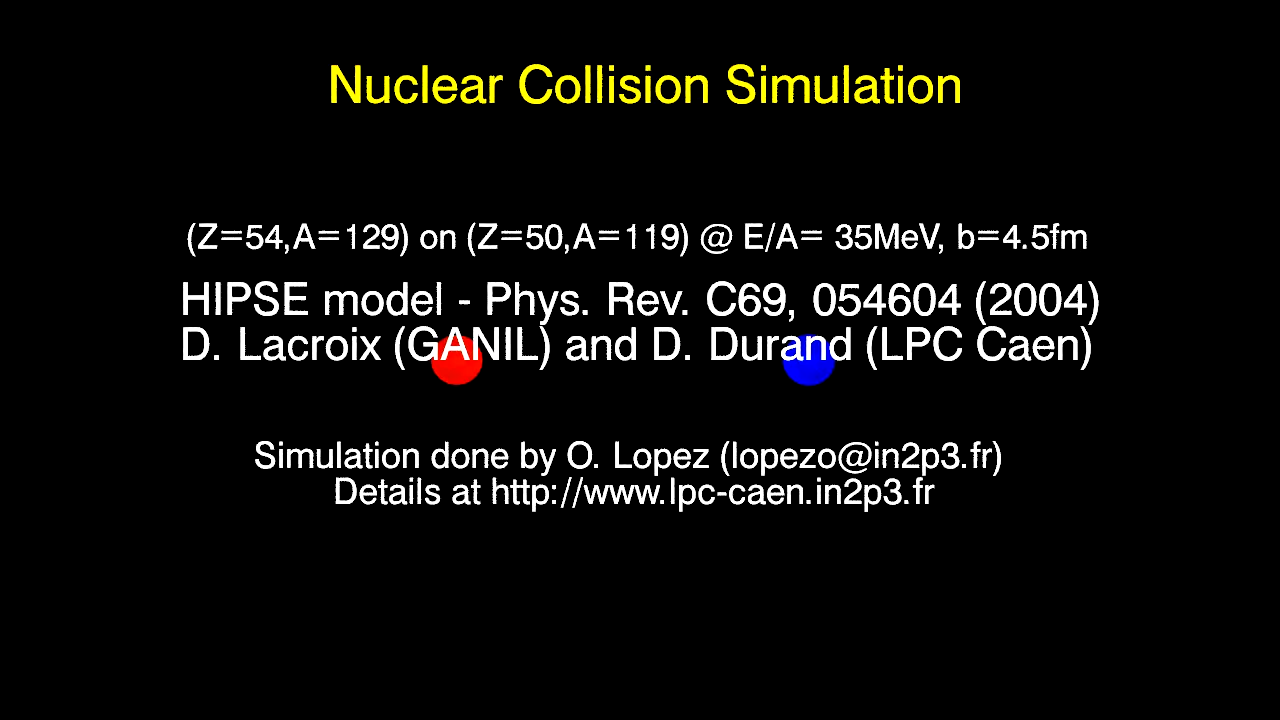 Nuclear Collision Simulation
(Z=54,A=129) on (Z=50,A=119) @ E/A= 35MeV, b=4.5fm
HIPSE model - Phys. Rev. C69, 054604 (2004)
D. Lacroix (GANIL) and D. Durand (LPC Caen)
Simulation done by O. Lopez (lopezo@in2p3.fr)
Details at http://www.lpc-caen.in2p3.fr